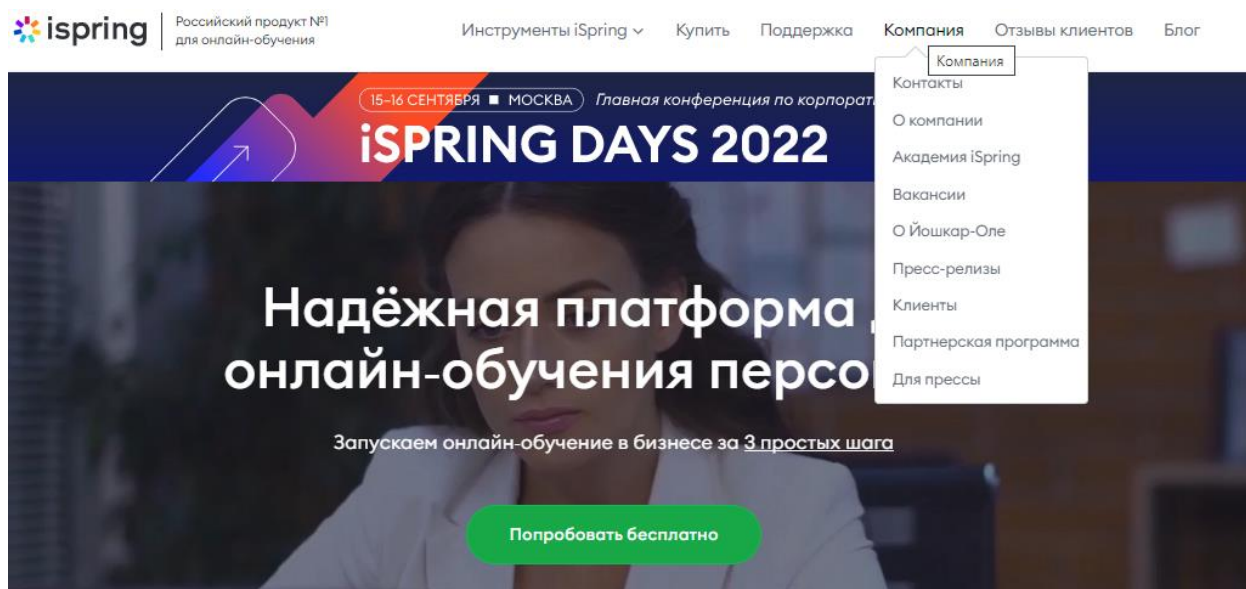 ispring
Российский продукт №1
для онлайн-обучения
Инструменты iSpring
Купить
Поддержка
Компания
Отзывы клиентов
Блог
Компания
Контакты
О компании
Академия iSpring
Вакансии
О Йошкар-Оле
Пресс-релизы
Клиенты
Партнерская программа
Для прессы
15–16 СЕНТЯБРЯ ■ МОСКВА Главная конференция по
iSPRING DAYS 2022
Надёжная платформа
онлайн-обучения
Запускаем онлайн-обучение в бизнесе за 3 простых шага
Попробовать бесплатно